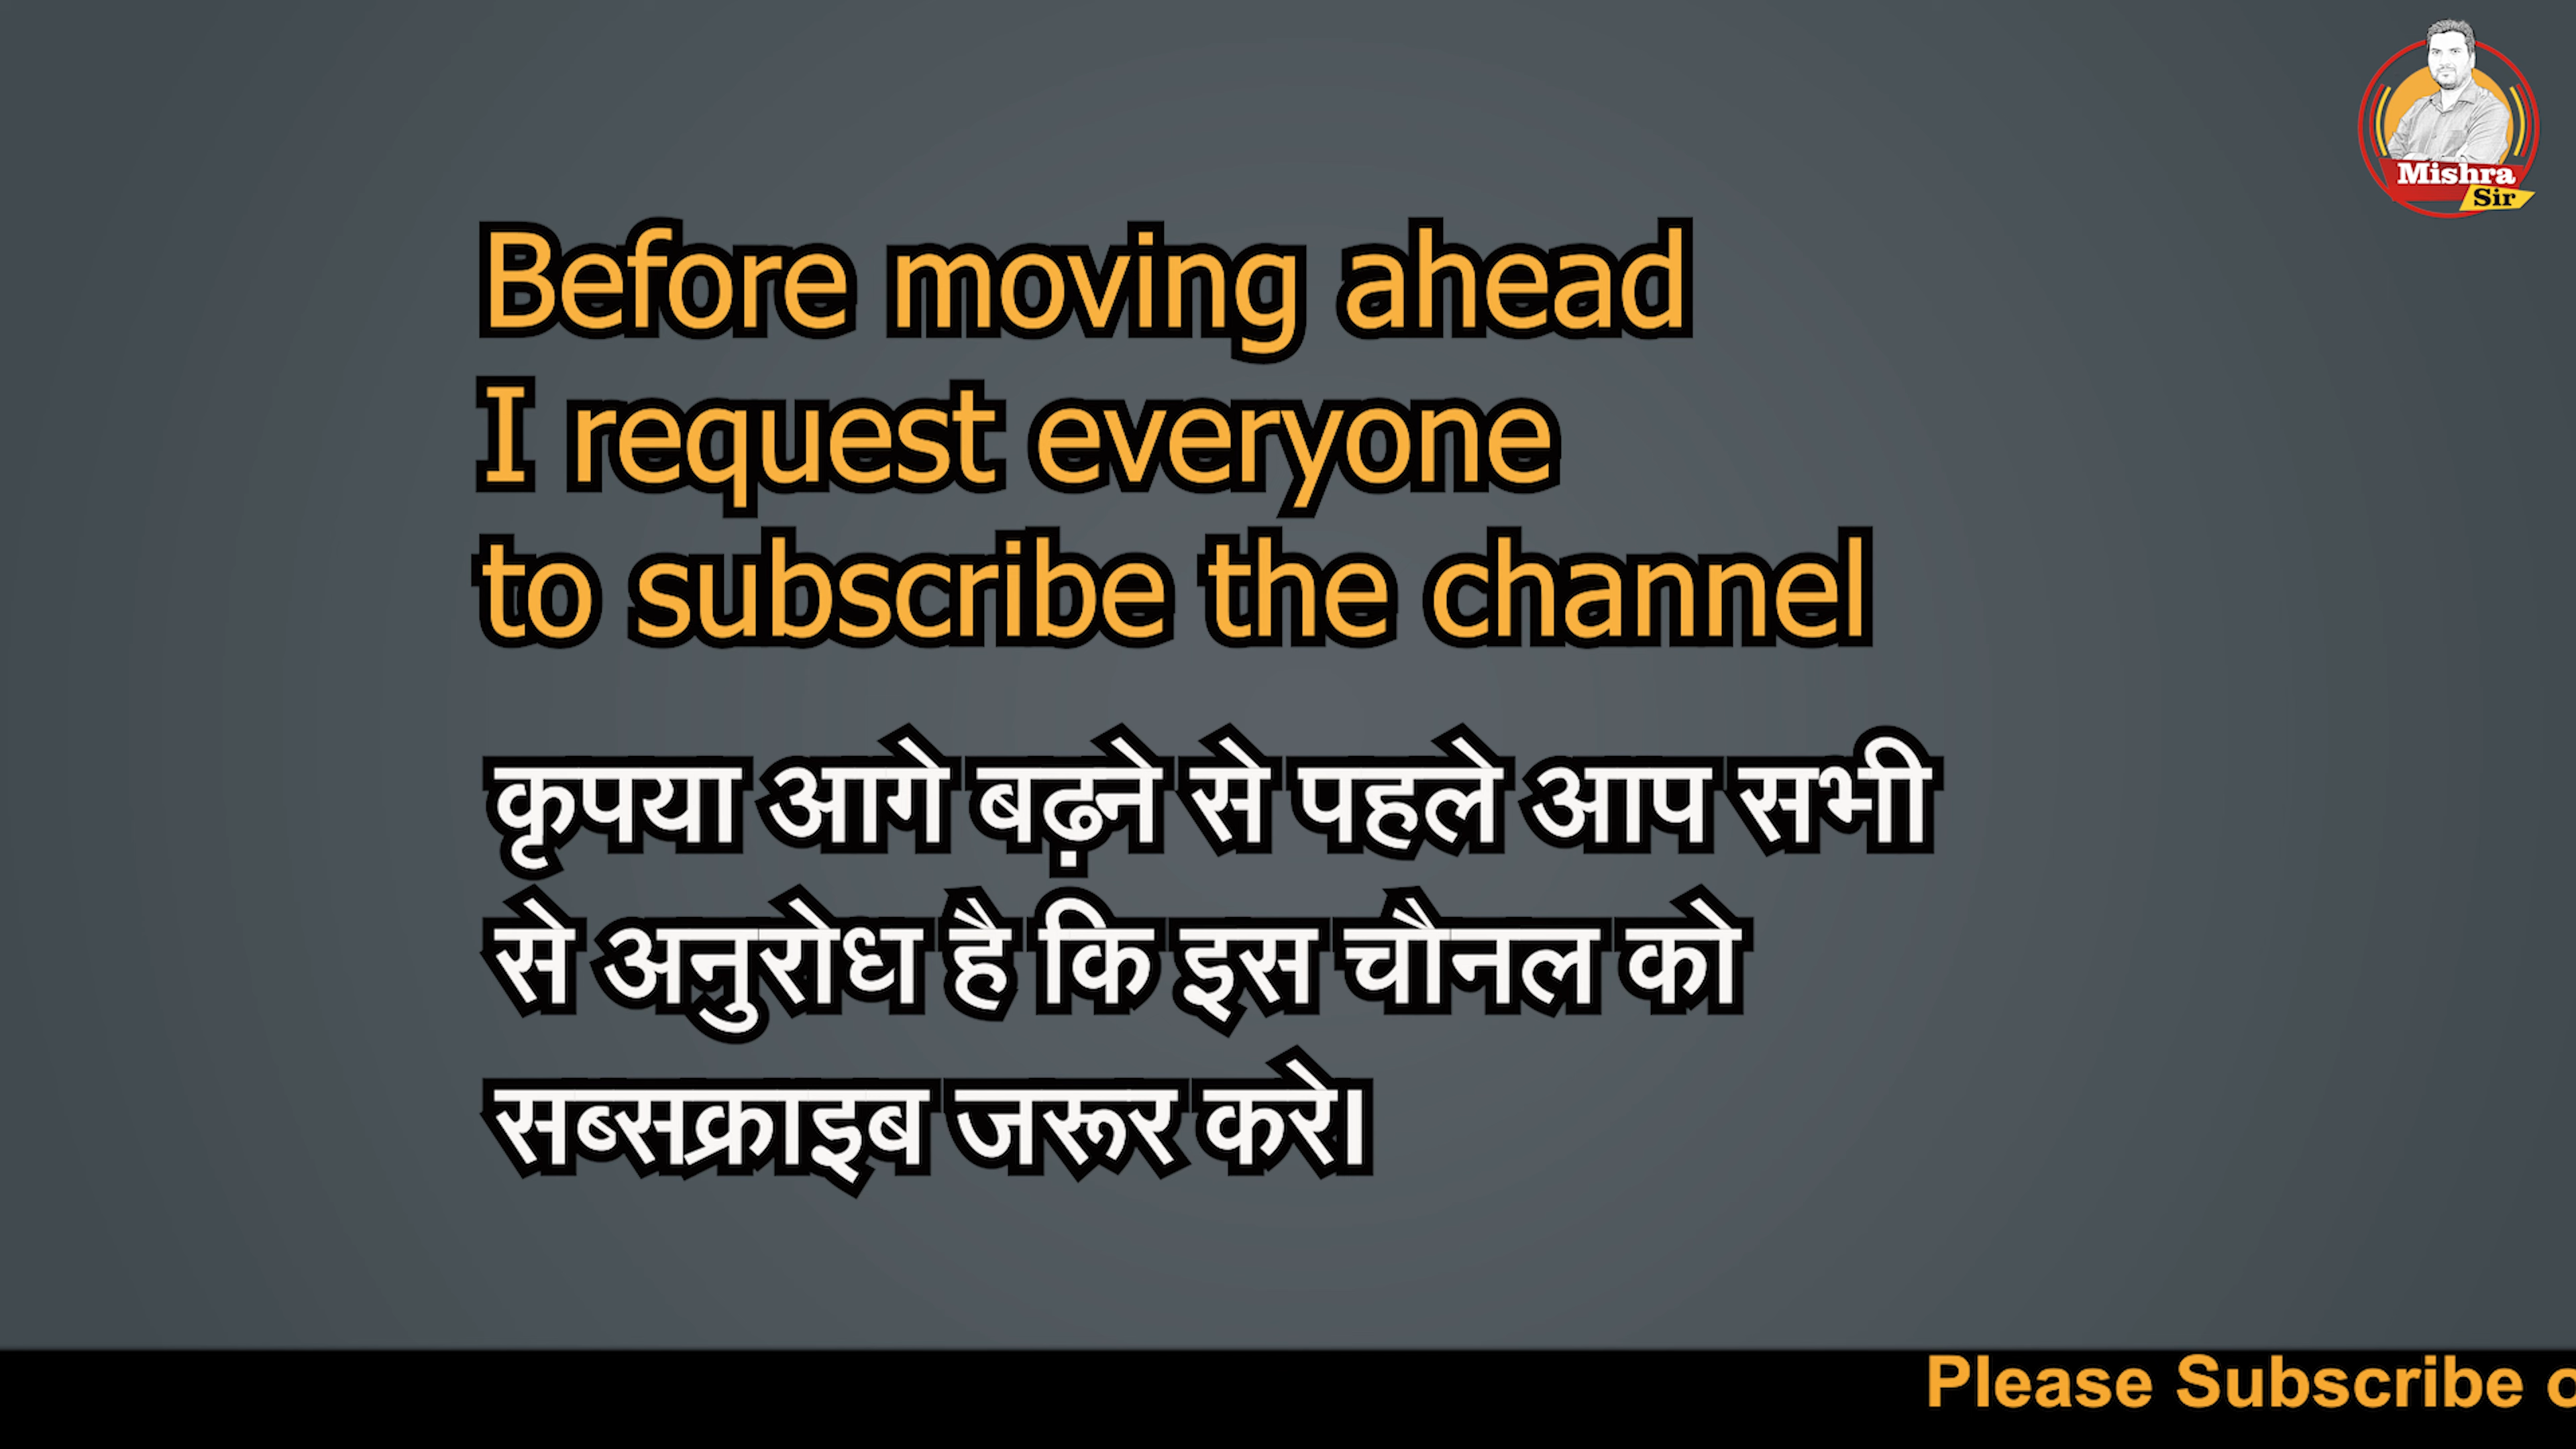 Mishra
Sir
Before moving ahead
I request everyone
to subscribe the channel
कृपया आगे बढ़ने से पहले आप सभी
से अनुरोध है कि इस चौनल को
सब्सक्राइब जरूर करे।
Please Subscribe